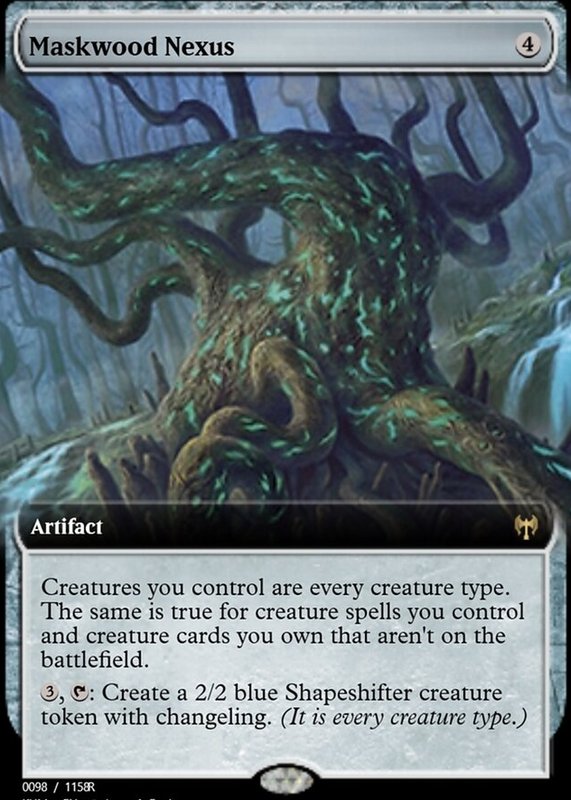 Maskwood Nexus 4
Artifact
Creatures you control are every creature type.
The same is true for creature spells you control
and creature cards you own that aren't on the
battlefield.
3, : Create a 2/2 blue Shapeshifter creature
token with changeling. (It is every creature type.)
0098 / 1158R